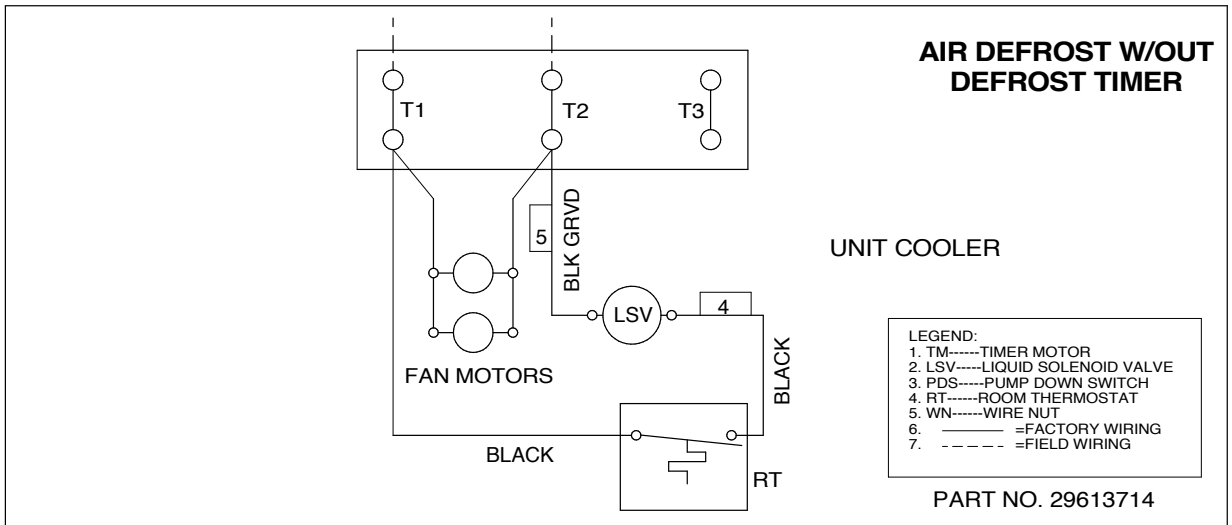 AIR DEFROST W/OUT
DEFROST TIMER
T1
T2
T3
5
BLK GRVD
UNIT COOLER
LSV
4
BLACK
FAN MOTORS
BLACK
RT
LEGEND:
1. TM------TIMER MOTOR
2. LSV-----LIQUID SOLENOID VALVE
3. PDS-----PUMP DOWN SWITCH
4. RT------ROOM THERMOSTAT
5. WN------WIRE NUT
6. ———— =FACTORY WIRING
7. – – – – – =FIELD WIRING
PART NO. 29613714